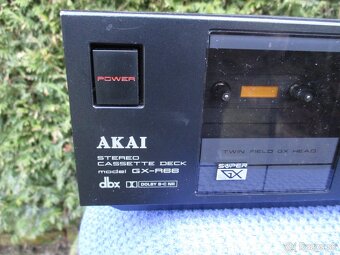 POWER
AKAI
STEREO
CASSETTE DECK
model GX-R66
dbx DOLBY B-C NR
TWIN FIELD GX HEAD
SUPER
GX